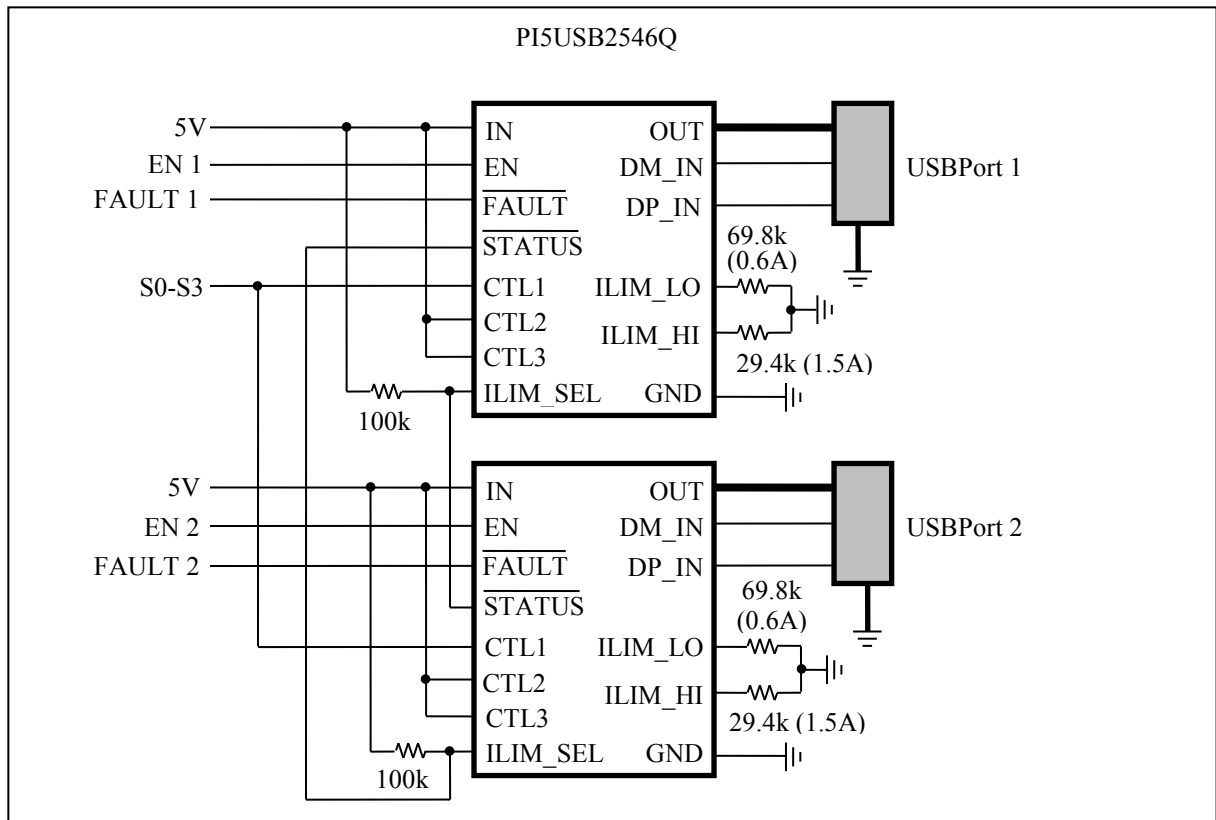 PI5USB2546Q
5V
EN 1
FAULT 1
S0-S3
100k
IN
EN
FAULT
STATUS
CTL1
CTL2
CTL3
ILIM_SEL
OUT
DM_IN
DP_IN
ILIM_LO
ILIM_HI
GND
69.8k
(0.6A)
29.4k (1.5A)
USBPort 1
5V
EN 2
FAULT 2
100k
IN
EN
FAULT
STATUS
CTL1
CTL2
CTL3
ILIM_SEL
OUT
DM_IN
DP_IN
ILIM_LO
ILIM_HI
GND
69.8k
(0.6A)
29.4k (1.5A)
USBPort 2